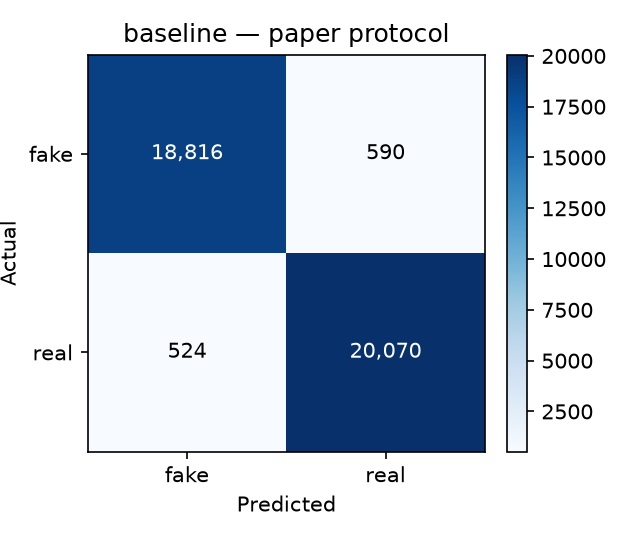 baseline — paper protocol
Actual
fake
18,816
590
real
524
20,070
fake
real
Predicted
20000
17500
15000
12500
10000
7500
5000
2500